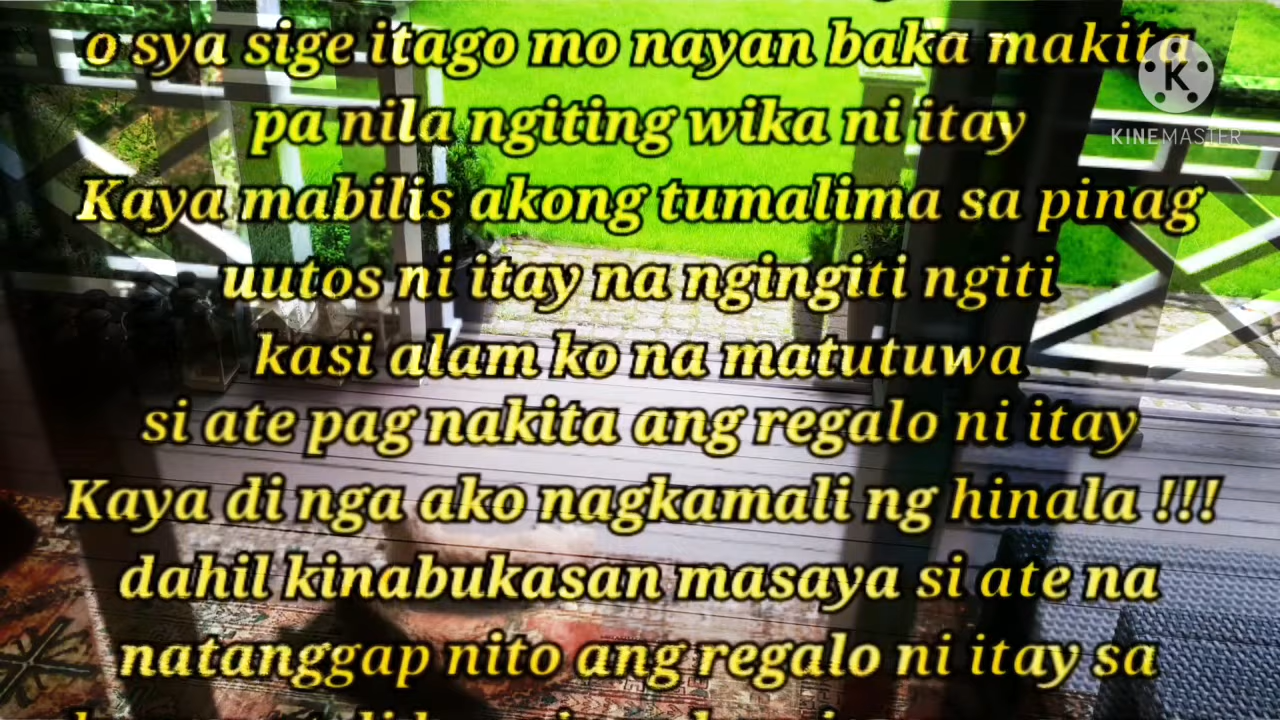 o sya sige itago mo nayan baka makita
pa nila ngiting wika ni itay
Kaya mabilis akong tumalima sa pinag
uutos ni itay na ngingiti ngiti
kasi alam ko na matutuwa
si ate pag nakita ang regalo ni itay
Kaya di nga ako nagkamali ng hinala !!!
dahil kinabukasan masaya si ate na
natanggap nito ang regalo ni itay sa
K
KINEMASTER